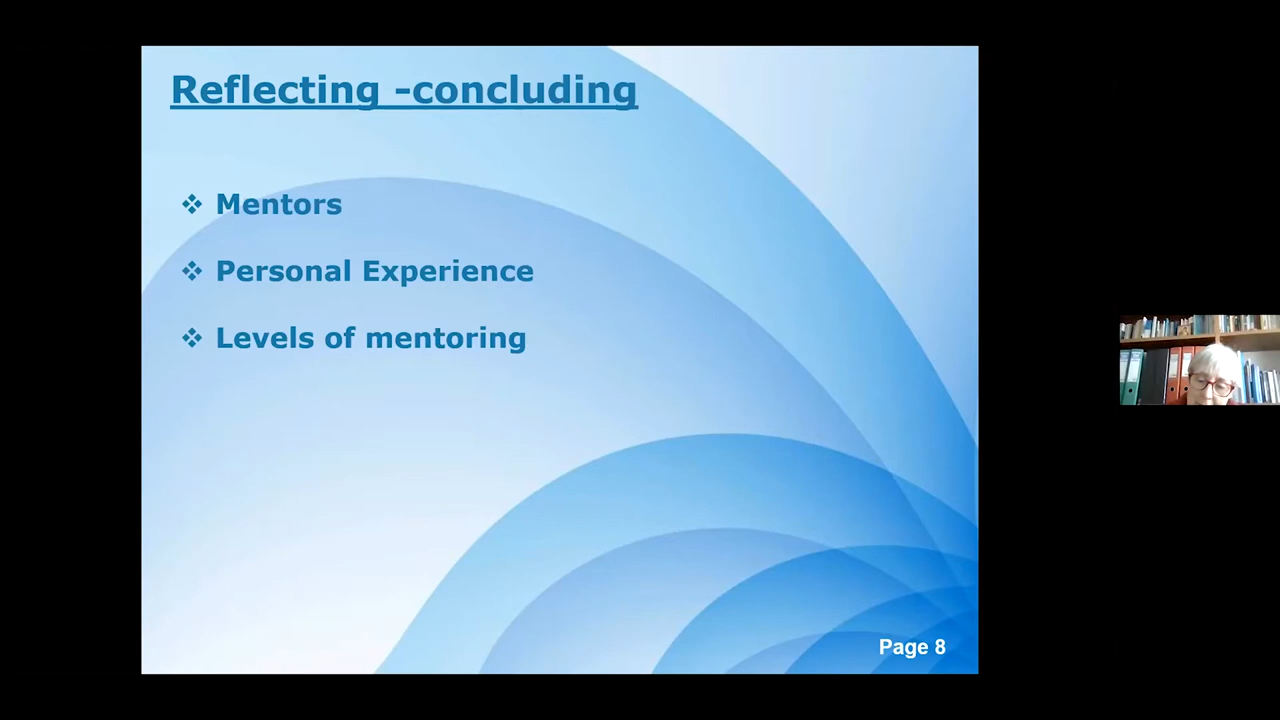 Reflecting -concluding
❖ Mentors
❖ Personal Experience
❖ Levels of mentoring
Page 8